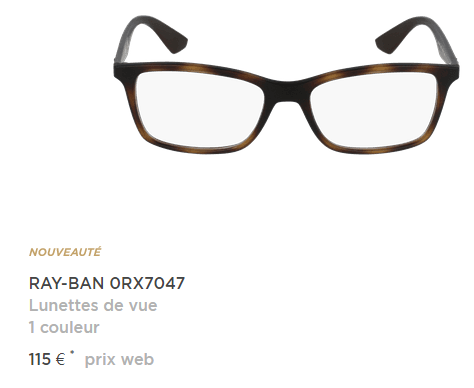 NOUVEAUTÉ
RAY-BAN 0RX7047
Lunettes de vue
1 couleur
115 € * prix web